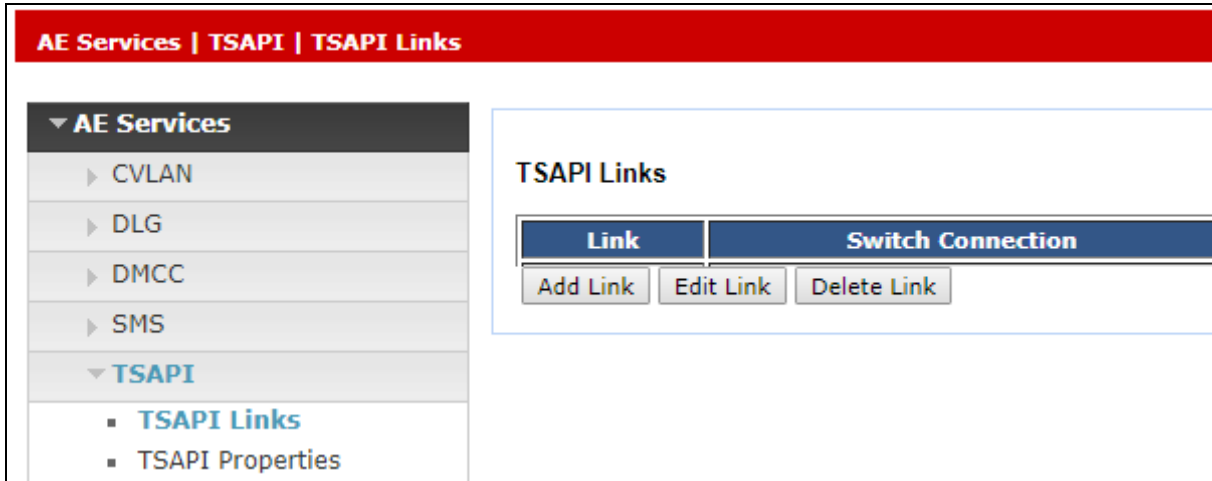 AE Services | TSAPI | TSAPI Links
AE Services
CVLAN
DLG
DMCC
SMS
TSAPI
TSAPI Links
TSAPI Properties
TSAPI Links
Link Switch Connection
Add Link Edit Link Delete Link